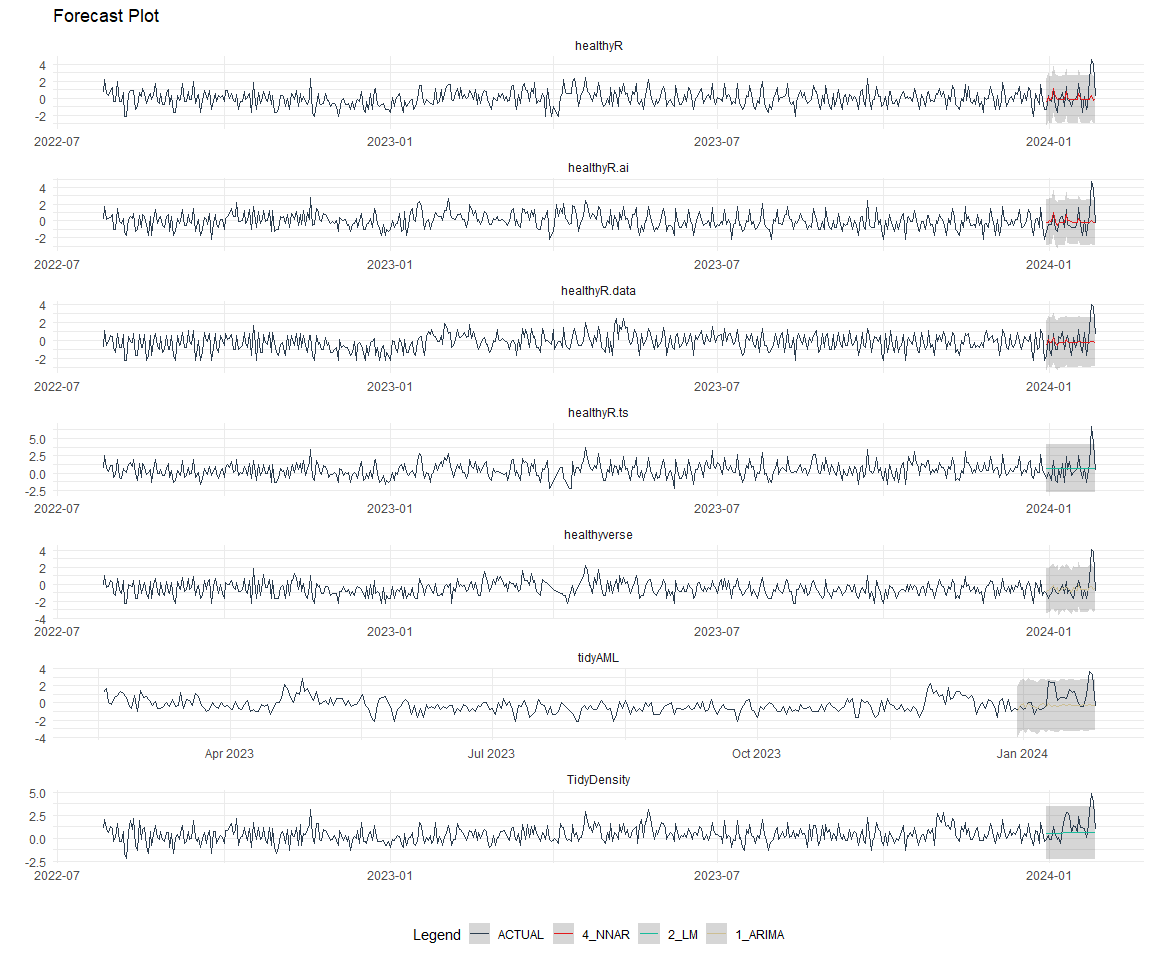 Forecast Plot
healthyR
4
2
0
-2
2022-07 2023-01 2023-07 2024-01
healthyR.ai
4
2
0
-2
2022-07 2023-01 2023-07 2024-01
healthyR.data
4
2
0
-2
2022-07 2023-01 2023-07 2024-01
healthyR.ts
5.0
2.5
0.0
-2.5
2022-07 2023-01 2023-07 2024-01
healthyverse
4
2
0
-2
-4
2022-07 2023-01 2023-07 2024-01
tidyAML
4
2
0
-2
-4
Apr 2023 Jul 2023 Oct 2023 Jan 2024
TidyDensity
5.0
2.5
0.0
-2.5
2022-07 2023-01 2023-07 2024-01
Legend ACTUAL 4_NNAR 2_LM 1_ARIMA